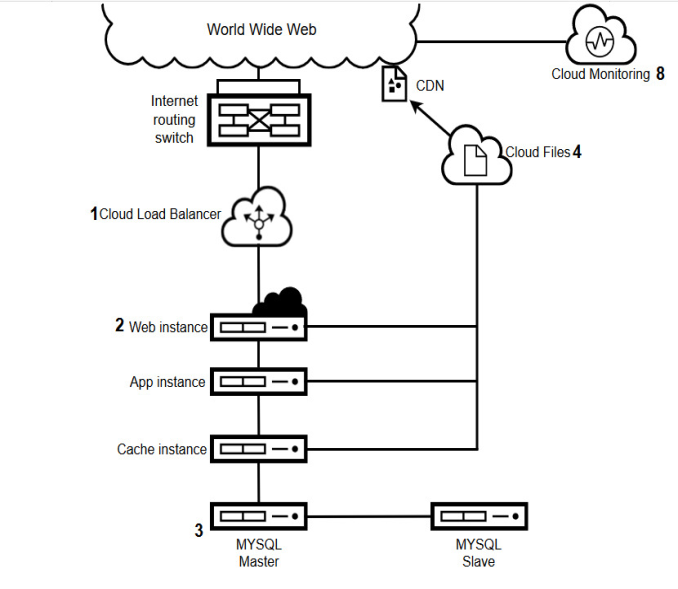 World Wide Web
Cloud Monitoring 8
Internet
routing
switch
CDN
Cloud Files 4
1 Cloud Load Balancer
2 Web instance
App instance
Cache instance
3
MYSQL
Master
MYSQL
Slave